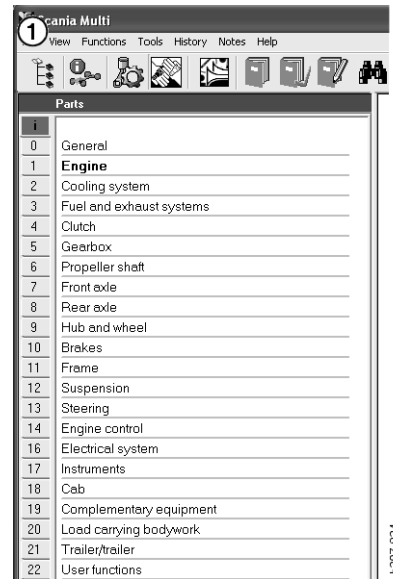 ania Multi
1
View Functions Tools History Notes Help
Parts
i
0 General
1 Engine
2 Cooling system
3 Fuel and exhaust systems
4 Clutch
5 Gearbox
6 Propeller shaft
7 Front axle
8 Rear axle
9 Hub and wheel
10 Brakes
11 Frame
12 Suspension
13 Steering
14 Engine control
16 Electrical system
17 Instruments
18 Cab
19 Complementary equipment
20 Load carrying bodywork
21 Trailer/trailer
22 User functions